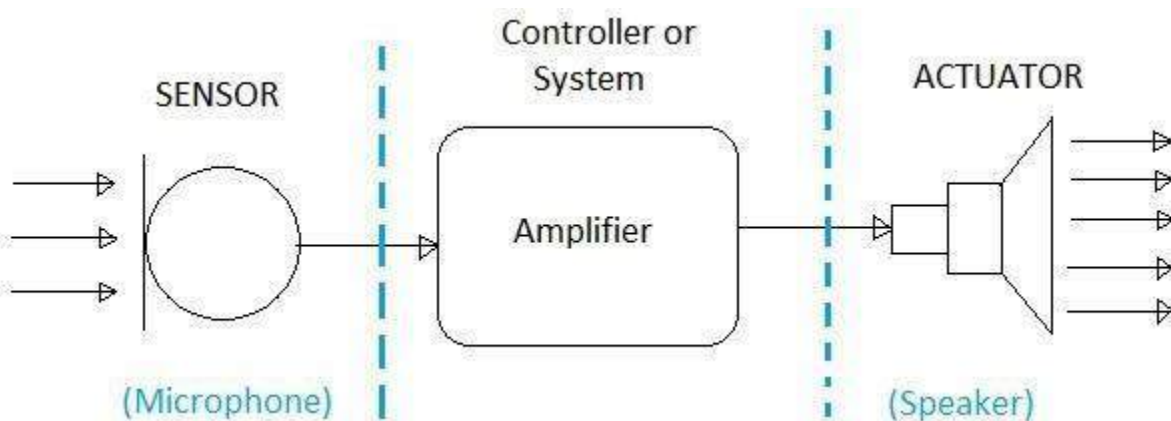 SENSOR
Controller or
System
ACTUATOR
Amplifier
(Microphone)
(Speaker)